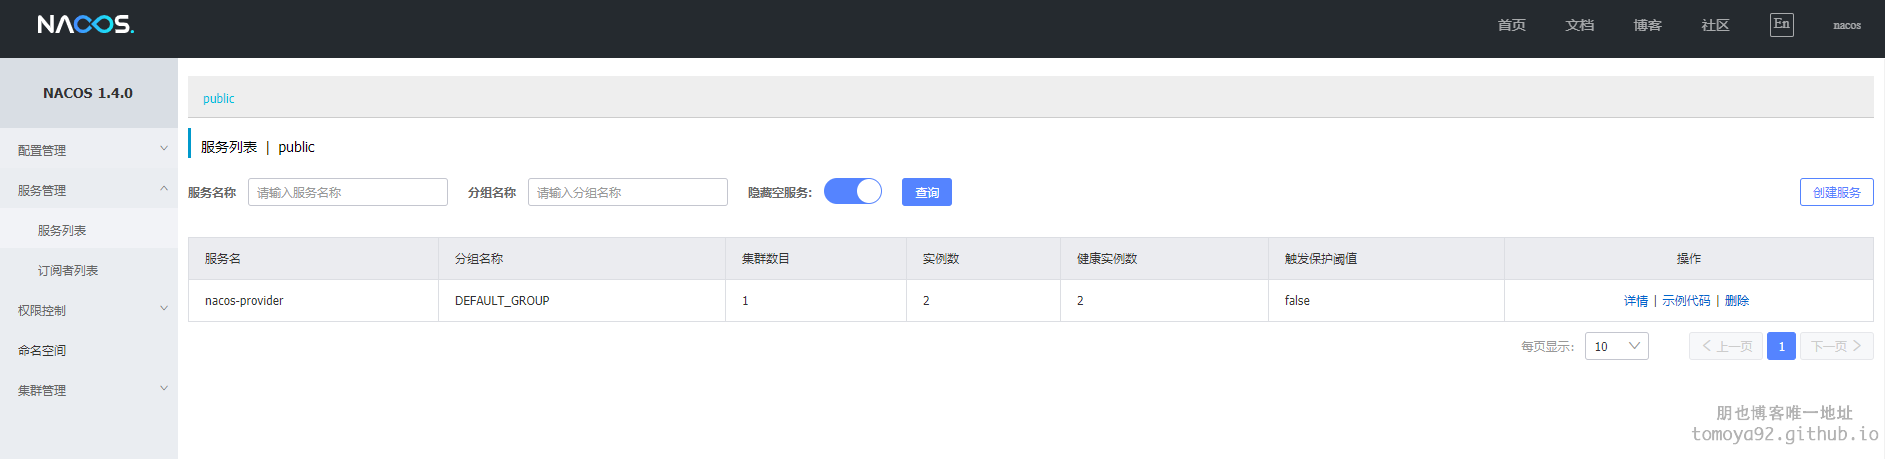 NACOS. 首页 文档 博客 社区 En nacos
NACOS 1.4.0
配置管理
服务管理
服务列表
订阅者列表
权限控制
命名空间
集群管理
public
服务列表 | public
服务名称 请输入服务名称 分组名称 请输入分组名称 隐藏空服务: 查询 创建服务
服务名 分组名称 集群数目 实例数 健康实例数 触发保护阈值 操作
nacos-provider DEFAULT_GROUP 1 2 2 false 详情 | 示例代码 | 删除
每页显示: 10 上一页 1 下一页
朋也博客唯一地址
tomoya92.github.io